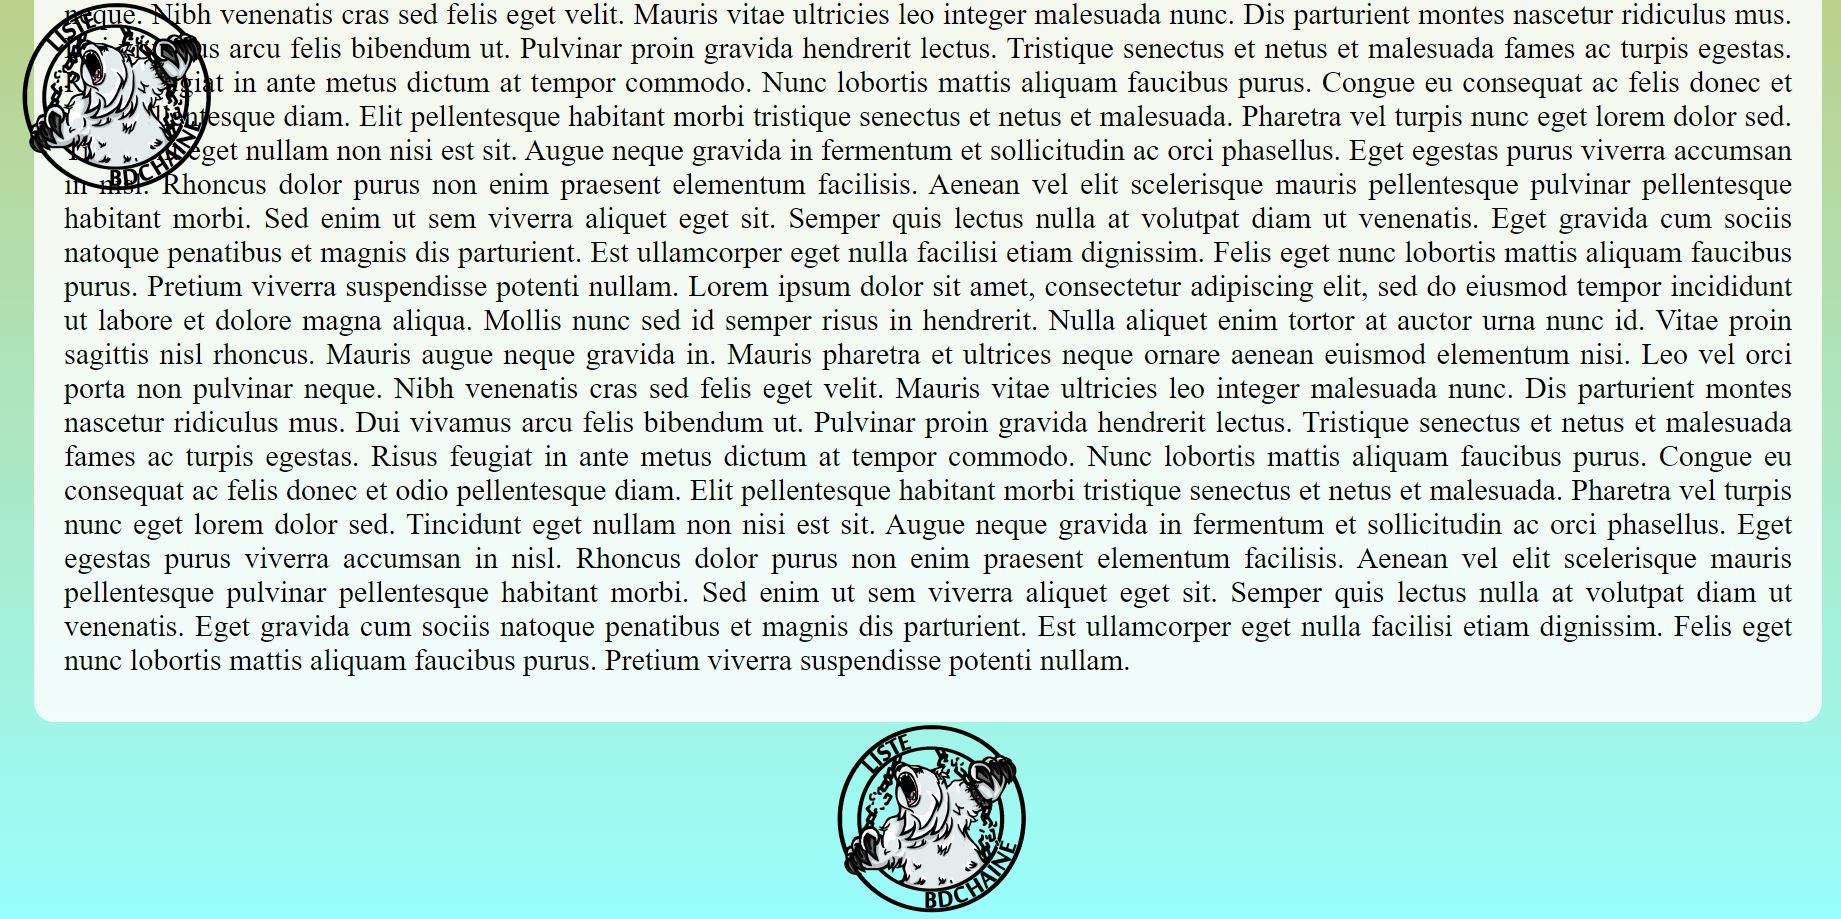 neque. Nibh venenatis cras sed felis eget velit. Mauris vitae ultricies leo integer malesuada nunc. Dis parturient montes nascetur ridiculus mus.
arcu felis bibendum ut. Pulvinar proin gravida hendrerit lectus. Tristique senectus et netus et malesuada fames ac turpis egestas.
in ante metus dictum at tempor commodo. Nunc lobortis mattis aliquam faucibus purus. Congue eu consequat ac felis donec et
diam. Elit pellentesque habitant morbi tristique senectus et netus et malesuada. Pharetra vel turpis nunc eget lorem dolor sed.
eget nullam non nisi est sit. Augue neque gravida in fermentum et sollicitudin ac orci phasellus. Eget egestas purus viverra accumsan
in nisl. Rhoncus dolor purus non enim praesent elementum facilisis. Aenean vel elit scelerisque mauris pellentesque pulvinar pellentesque
habitant morbi. Sed enim ut sem viverra aliquet eget sit. Semper quis lectus nulla at volutpat diam ut venenatis. Eget gravida cum sociis
natoque penatibus et magnis dis parturient. Est ullamcorper eget nulla facilisi etiam dignissim. Felis eget nunc lobortis mattis aliquam faucibus
purus. Pretium viverra suspendisse potenti nullam. Lorem ipsum dolor sit amet, consectetur adipiscing elit, sed do eiusmod tempor incididunt
ut labore et dolore magna aliqua. Mollis nunc sed id semper risus in hendrerit. Nulla aliquet enim tortor at auctor urna nunc id. Vitae proin
sagittis nisl rhoncus. Mauris augue neque gravida in. Mauris pharetra et ultrices neque ornare aenean euismod elementum nisi. Leo vel orci
porta non pulvinar neque. Nibh venenatis cras sed felis eget velit. Mauris vitae ultricies leo integer malesuada nunc. Dis parturient montes
nascetur ridiculus mus. Dui vivamus arcu felis bibendum ut. Pulvinar proin gravida hendrerit lectus. Tristique senectus et netus et malesuada
fames ac turpis egestas. Risus feugiat in ante metus dictum at tempor commodo. Nunc lobortis mattis aliquam faucibus purus. Congue eu
consequat ac felis donec et odio pellentesque diam. Elit pellentesque habitant morbi tristique senectus et netus et malesuada. Pharetra vel turpis
nunc eget lorem dolor sed. Tincidunt eget nullam non nisi est sit. Augue neque gravida in fermentum et sollicitudin ac orci phasellus. Eget
egestas purus viverra accumsan in nisl. Rhoncus dolor purus non enim praesent elementum facilisis. Aenean vel elit scelerisque mauris
pellentesque pulvinar pellentesque habitant morbi. Sed enim ut sem viverra aliquet eget sit. Semper quis lectus nulla at volutpat diam ut
venenatis. Eget gravida cum sociis natoque penatibus et magnis dis parturient. Est ullamcorper eget nulla facilisi etiam dignissim. Felis eget
nunc lobortis mattis aliquam faucibus purus. Pretium viverra suspendisse potenti nullam.
LISTE
BDCHAINE
LISTE
BDCHAINE